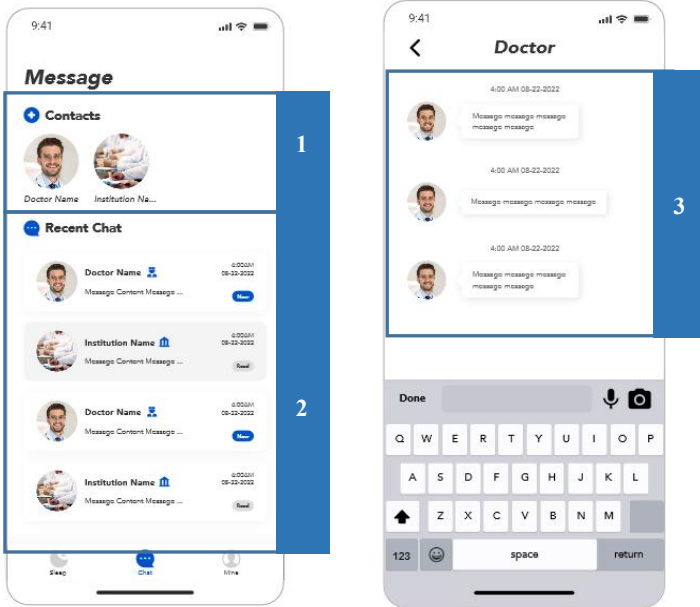 9:41
Message
Contacts
Doctor Name
Institution Na...
1
Recent Chat
Doctor Name
4:00AM
08-22-2022
Message Content Message ...
New
Institution Name
4:00AM
08-22-2022
Message Content Message ...
Read
Doctor Name
4:00AM
08-22-2022
Message Content Message ...
New
Institution Name
4:00AM
08-22-2022
Message Content Message ...
Read
2
Sleep
Chat
Mine
9:41
Doctor
4:00 AM 08-22-2022
Message message message
message message
4:00 AM 08-22-2022
Message message message message
4:00 AM 08-22-2022
Message message message
message message
3
Done
Q W E R T Y U I O P
A S D F G H J K L
Z X C V B N M
123 space return